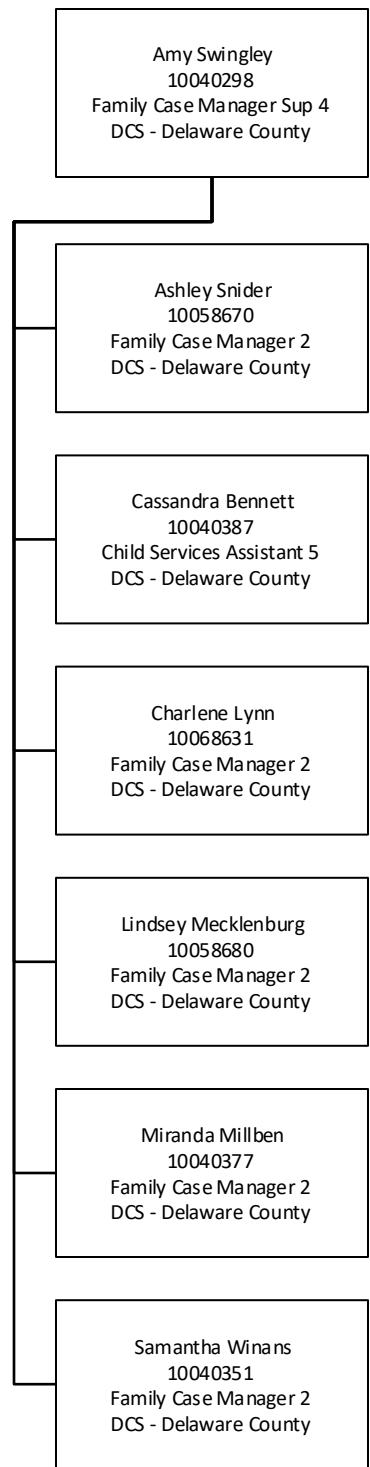 Amy Swingley
10040298
Family Case Manager Sup 4
DCS - Delaware County
Ashley Snider
10058670
Family Case Manager 2
DCS - Delaware County
Cassandra Bennett
10040387
Child Services Assistant 5
DCS - Delaware County
Charlene Lynn
10068631
Family Case Manager 2
DCS - Delaware County
Lindsey Mecklenburg
10058680
Family Case Manager 2
DCS - Delaware County
Miranda Millben
10040377
Family Case Manager 2
DCS - Delaware County
Samantha Winans
10040351
Family Case Manager 2
DCS - Delaware County